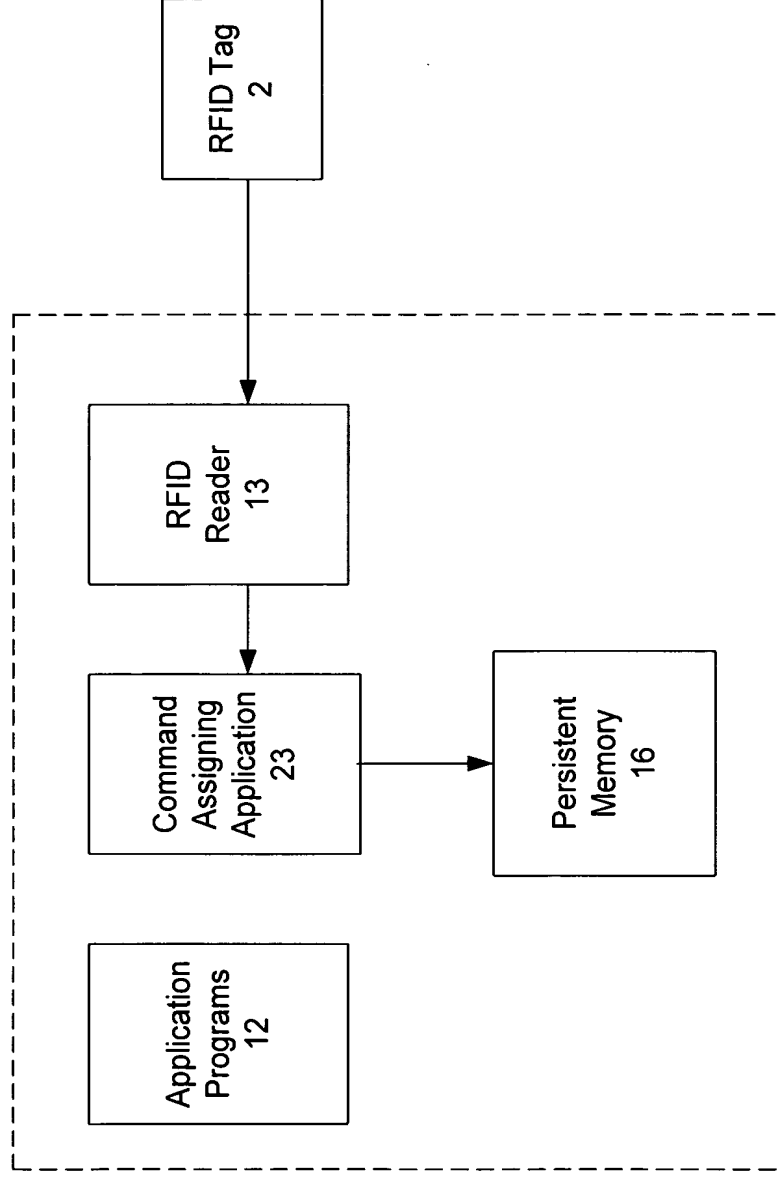 Application
Programs
12
Command
Assigning
Application
23
RFID
Reader
13
RFID Tag
2
Persistent
Memory
16